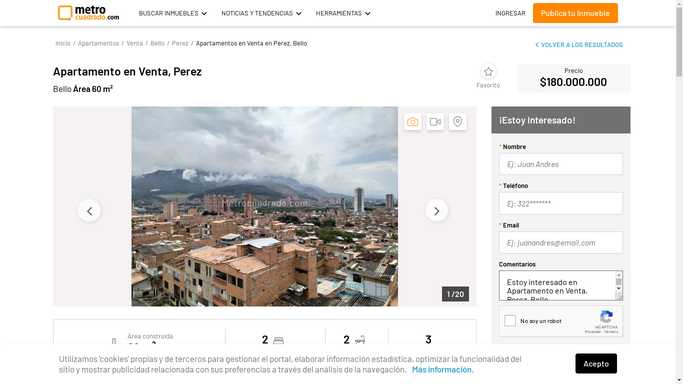 metro
cuadrado.com
BUSCAR INMUEBLES
NOTICIAS Y TENDENCIAS
HERRAMIENTAS
INGRESAR
Publica tu Inmueble
Inicio / Apartamentos / Venta / Bello / Perez / Apartamentos en Venta en Perez, Bello
< VOLVER A LOS RESULTADOS
Apartamento en Venta, Perez
Bello Área 60 m²
Favorito
Precio
$180.000.000
Metrocuadrado.com
1 / 20
¡Estoy Interesado!
* Nombre
Ej: Juan Andres
* Teléfono
Ej: 322*******
* Email
Ej: juanandres@email.com
Comentarios
Estoy interesado en
Apartamento en Venta,
Perez, Bello
No soy un robot
reCAPTCHA
Privacidad - Términos
Área construida
2
2
3
Utilizamos 'cookies' propias y de terceros para gestionar el portal, elaborar información estadística, optimizar la funcionalidad del
sitio y mostrar publicidad relacionada con sus preferencias a través del análisis de la navegación. Más información.
Acepto